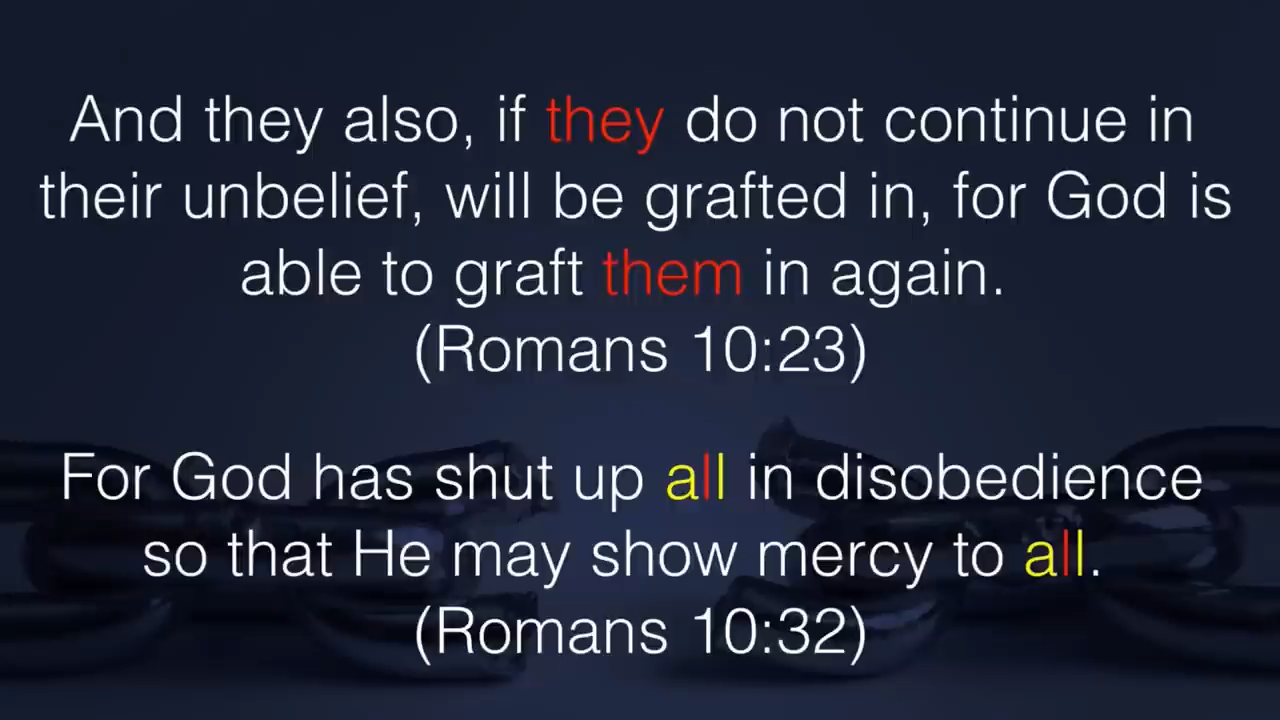 And they also, if they do not continue in
their unbelief, will be grafted in, for God is
able to graft them in again.
(Romans 10:23)
For God has shut up all in disobedience
so that He may show mercy to all.
(Romans 10:32)